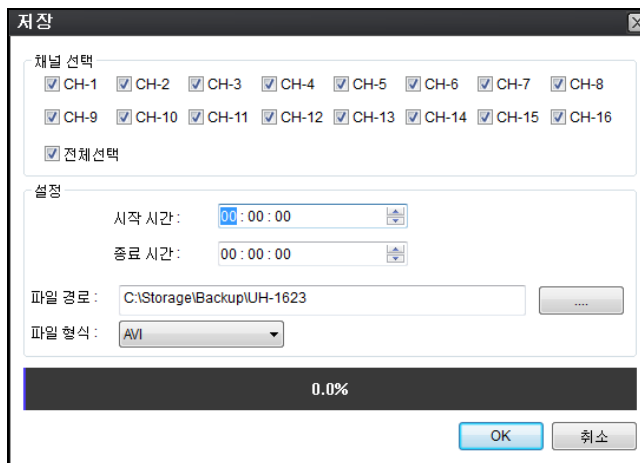 저장
채널 선택
CH-1 CH-2 CH-3 CH-4 CH-5 CH-6 CH-7 CH-8
CH-9 CH-10 CH-11 CH-12 CH-13 CH-14 CH-15 CH-16
전체선택
설정
시작 시간 : 00 : 00 : 00
종료 시간 : 00 : 00 : 00
파일 경로 : C:\Storage\Backup\UH-1623 ....
파일 형식 : AVI
0.0%
OK 취소